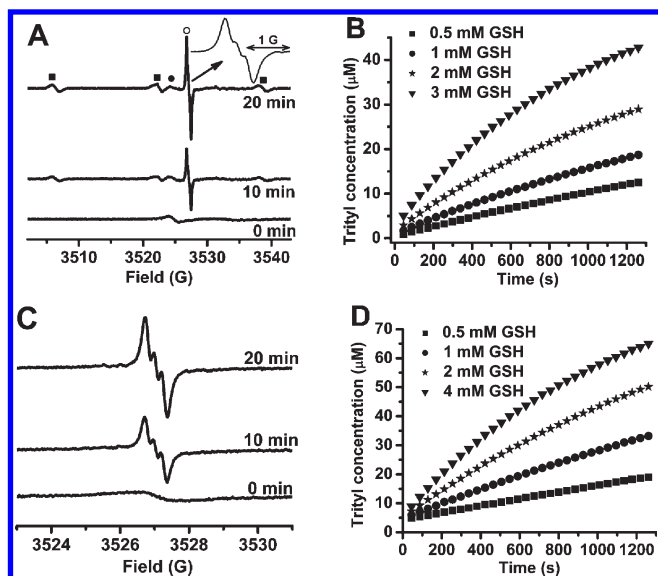 A
1 G
20 min
10 min
0 min
3510 3520 3530 3540
Field (G)
B
■ 0.5 mM GSH
● 1 mM GSH
★ 2 mM GSH
▼ 3 mM GSH
Trityl concentration (μM)
40
30
20
10
0
0 200 400 600 800 1000 1200
Time (s)
C
20 min
10 min
0 min
3524 3526 3528 3530
Field (G)
D
■ 0.5 mM GSH
● 1 mM GSH
★ 2 mM GSH
▼ 4 mM GSH
Trityl concentration (μM)
70
60
50
40
30
20
10
0
0 200 400 600 800 1000 1200
Time (s)